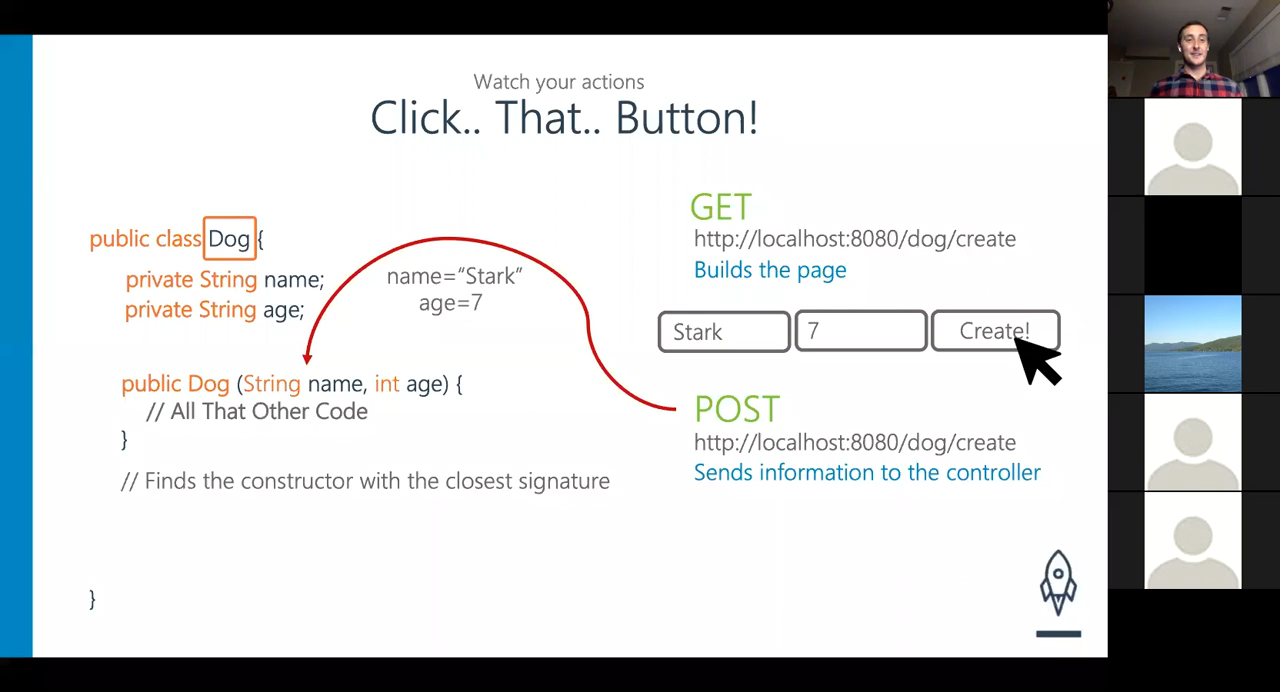 Watch your actions
Click.. That.. Button!
public class Dog {
private String name;
private String age;
name=“Stark”
age=7
public Dog (String name, int age) {
// All That Other Code
}
// Finds the constructor with the closest signature
}
GET
http://localhost:8080/dog/create
Builds the page
Stark
7
Create!
POST
http://localhost:8080/dog/create
Sends information to the controller